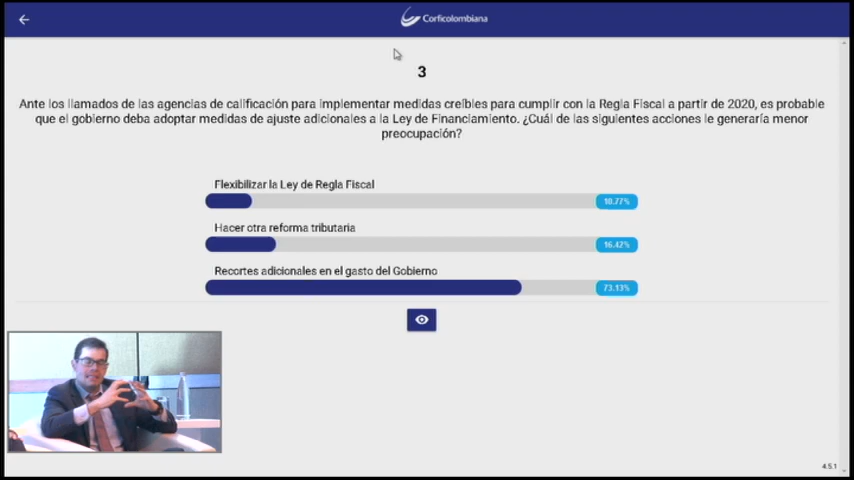 Corficolombiana
3
Ante los llamados de las agencias de calificación para implementar medidas creíbles para cumplir con la Regla Fiscal a partir de 2020, es probable
que el gobierno deba adoptar medidas de ajuste adicionales a la Ley de Financiamiento. ¿Cuál de las siguientes acciones le generaría menor
preocupación?
Flexibilizar la Ley de Regla Fiscal
10.77%
Hacer otra reforma tributaria
16.42%
Recortes adicionales en el gasto del Gobierno
73.13%
4.5.1